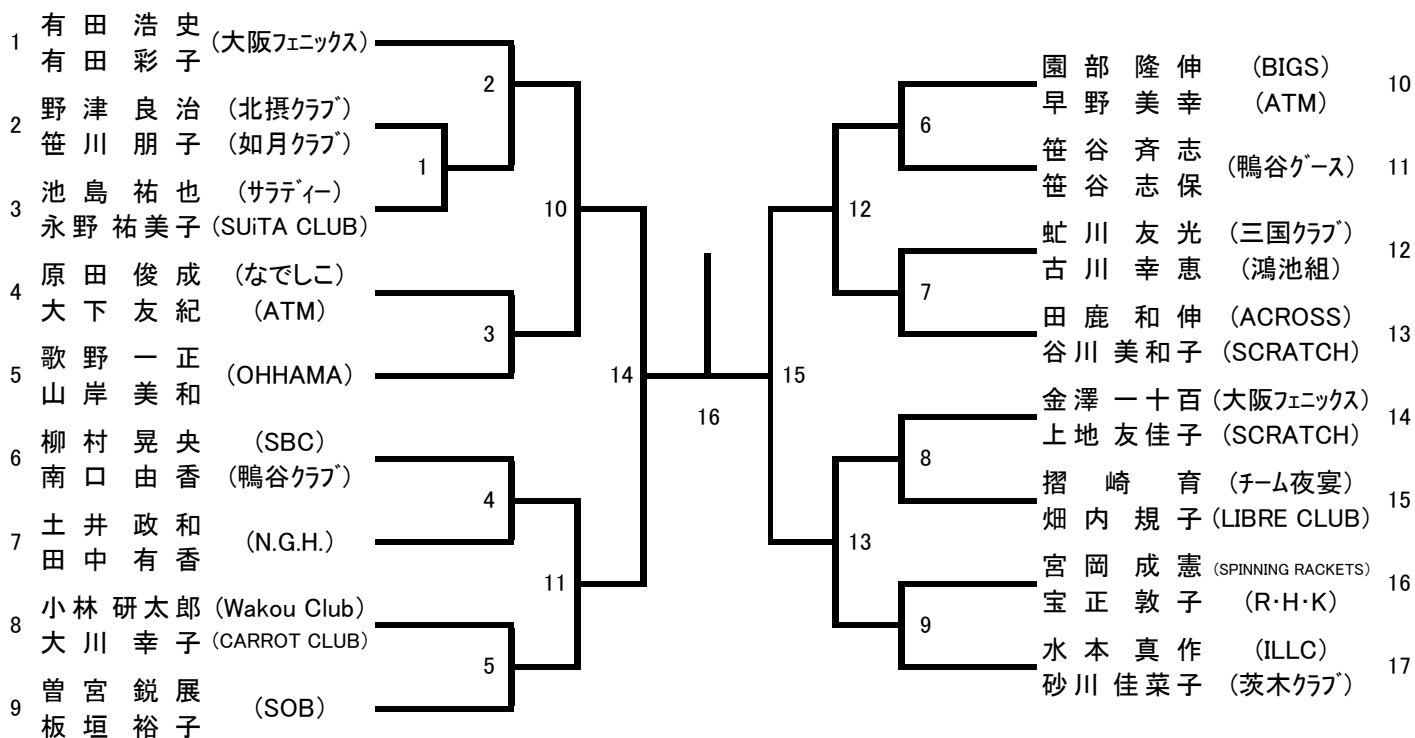 1 有田 浩史 (大阪フェニックス)
有田 彩子
2 野津 良治 (北摂クラブ)
笹川 朋子 (如月クラブ)
3 池島 祐也 (サラディー)
永野 祐美子 (SUiTA CLUB)
4 原田 俊成 (なでしこ)
大下 友紀 (ATM)
5 歌野 一正 (OHHAMA)
山岸 美和
6 柳村 晃央 (SBC)
南口 由香 (鴨谷クラブ)
7 土井 政和 (N.G.H.)
田中 有香
8 小林 研太郎 (Wakou Club)
大川 幸子 (CARROT CLUB)
9 曽宮 鋭展 (SOB)
板垣 裕子
2
1
10
3
14
4
11
5
16
15
6
12
7
8
13
9
園部 隆伸 (BIGS) 10
早野 美幸 (ATM)
笹谷 斉志 (鴨谷グース) 11
笹谷 志保
虻川 友光 (三国クラブ) 12
古川 幸恵 (鴻池組)
田鹿 和伸 (ACROSS) 13
谷川 美和子 (SCRATCH)
金澤 一十百 (大阪フェニックス) 14
上地 友佳子 (SCRATCH)
摺崎 育 (チーム夜宴) 15
畑内 規子 (LIBRE CLUB)
宮岡 成憲 (SPINNING RACKETS) 16
宝正 敦子 (R・H・K)
水本 真作 (ILLC) 17
砂川 佳菜子 (茨木クラブ)